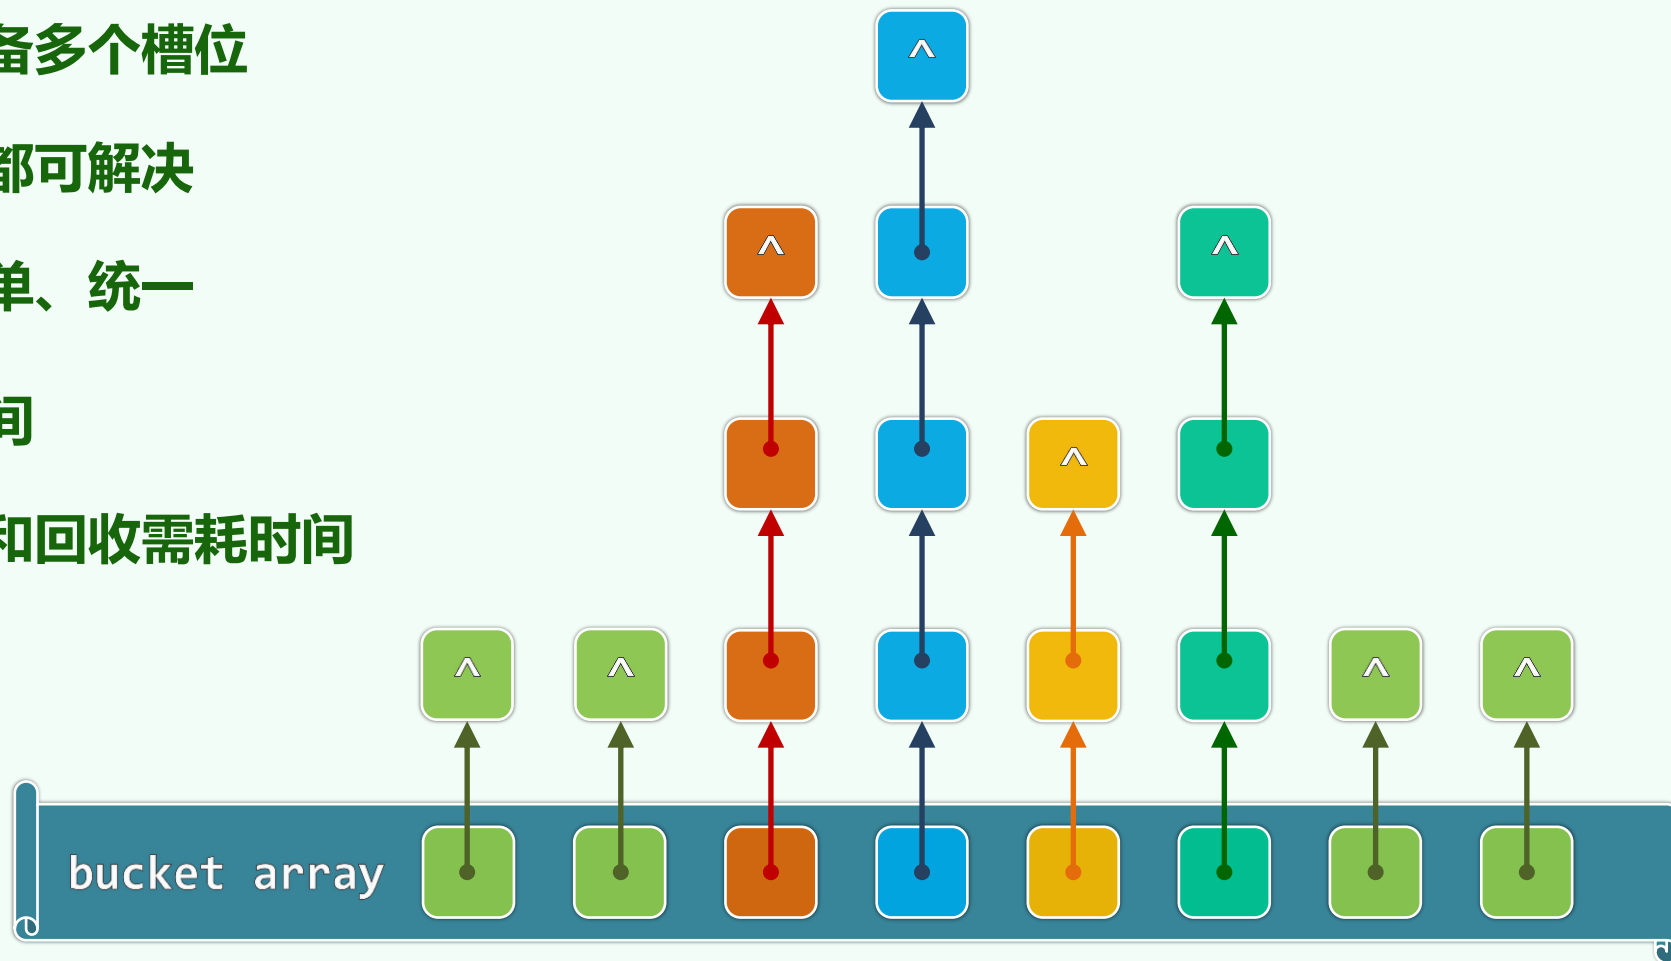 备多个槽位
都可解决
单、统一
间
和回收需耗时间
^
^ ^
^
^ ^ ^ ^
bucket array